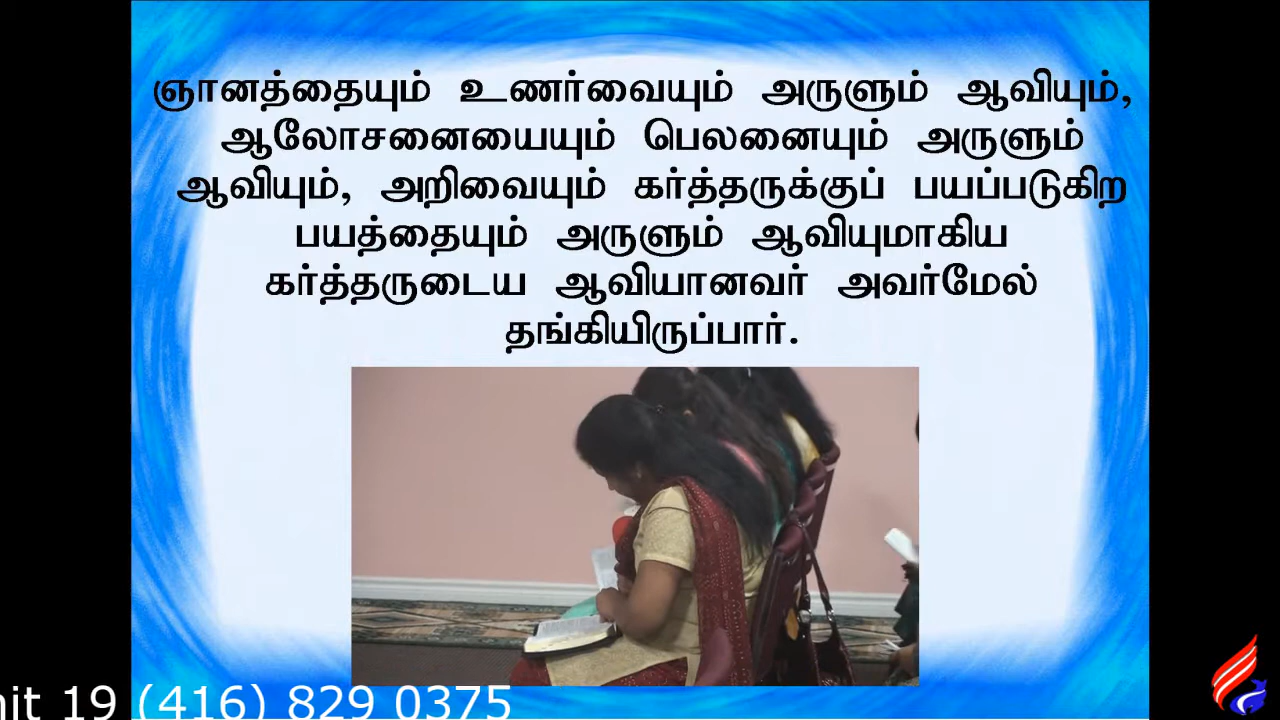 ஞானத்தையும் உணர்வையும் அருளும் ஆவியும்,
ஆலோசனையையும் பெலனையும் அருளும்
ஆவியும், அறிவையும் கர்த்தருக்குப் பயப்படுகிற
பயத்தையும் அருளும் ஆவியுமாகிய
கர்த்தருடைய ஆவியானவர் அவர்மேல்
தங்கியிருப்பார்.
19 (416) 829 0375